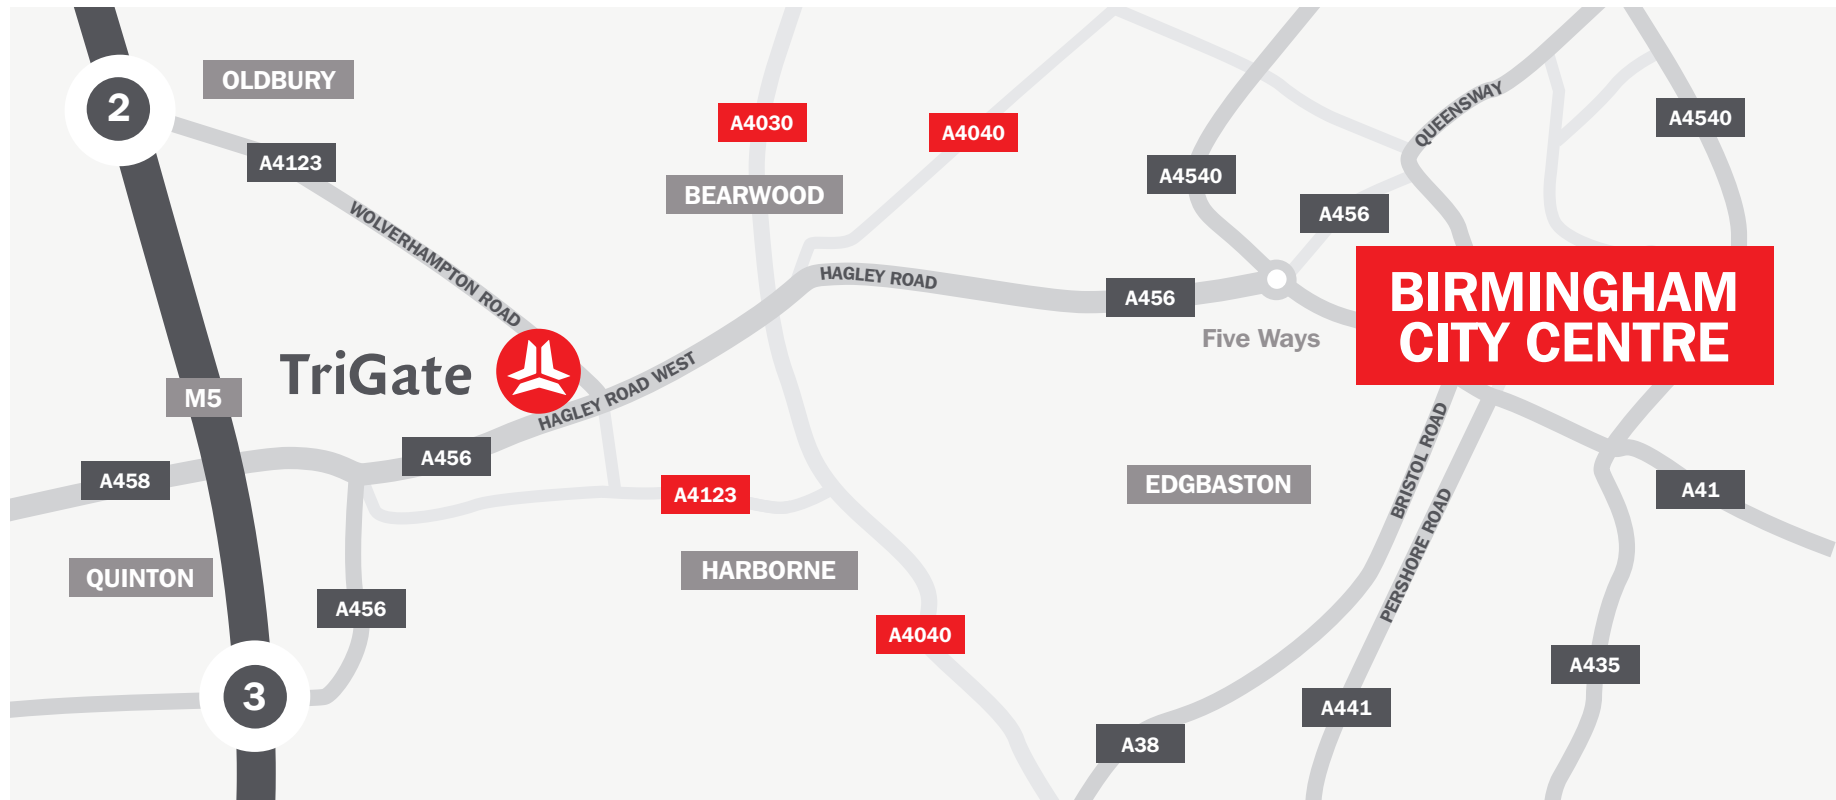 2
OLDBURY
A4123
WOLVERHAMPTON ROAD
A4030
A4040
BEARWOOD
A4540
A456
QUEENSWAY
A4540
HAGLEY ROAD
A456
Five Ways
BIRMINGHAM
CITY CENTRE
TriGate
HAGLEY ROAD WEST
M5
A458
A456
A4123
EDGBASTON
BRISTOL ROAD
PERSHORE ROAD
A41
QUINTON
A456
HARBORNE
A4040
3
A38
A441
A435